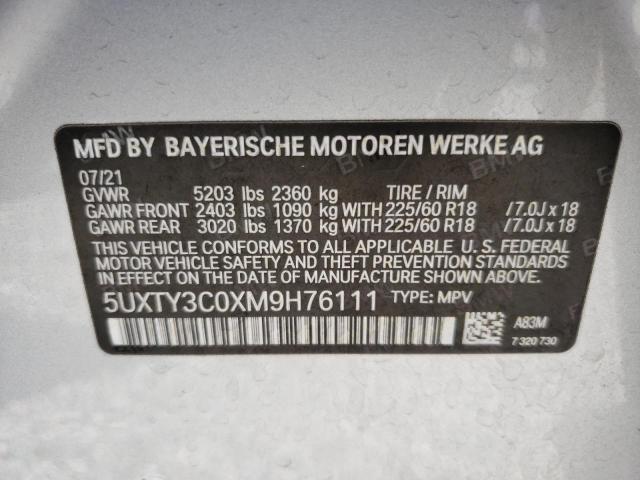 MFD BY BAYERISCHE MOTOREN WERKE AG
07/21
GVWR 5203 lbs 2360 kg TIRE / RIM
GAWR FRONT 2403 lbs 1090 kg WITH 225/60 R18 /7.0J x 18
GAWR REAR 3020 lbs 1370 kg WITH 225/60 R18 /7.0J x 18
THIS VEHICLE CONFORMS TO ALL APPLICABLE U. S. FEDERAL
MOTOR VEHICLE SAFETY AND THEFT PREVENTION STANDARDS
IN EFFECT ON THE DATE OF MANUFACTURE SHOWN ABOVE.
5UXTY3C0XM9H76111 TYPE: MPV
A83M
7 320 730